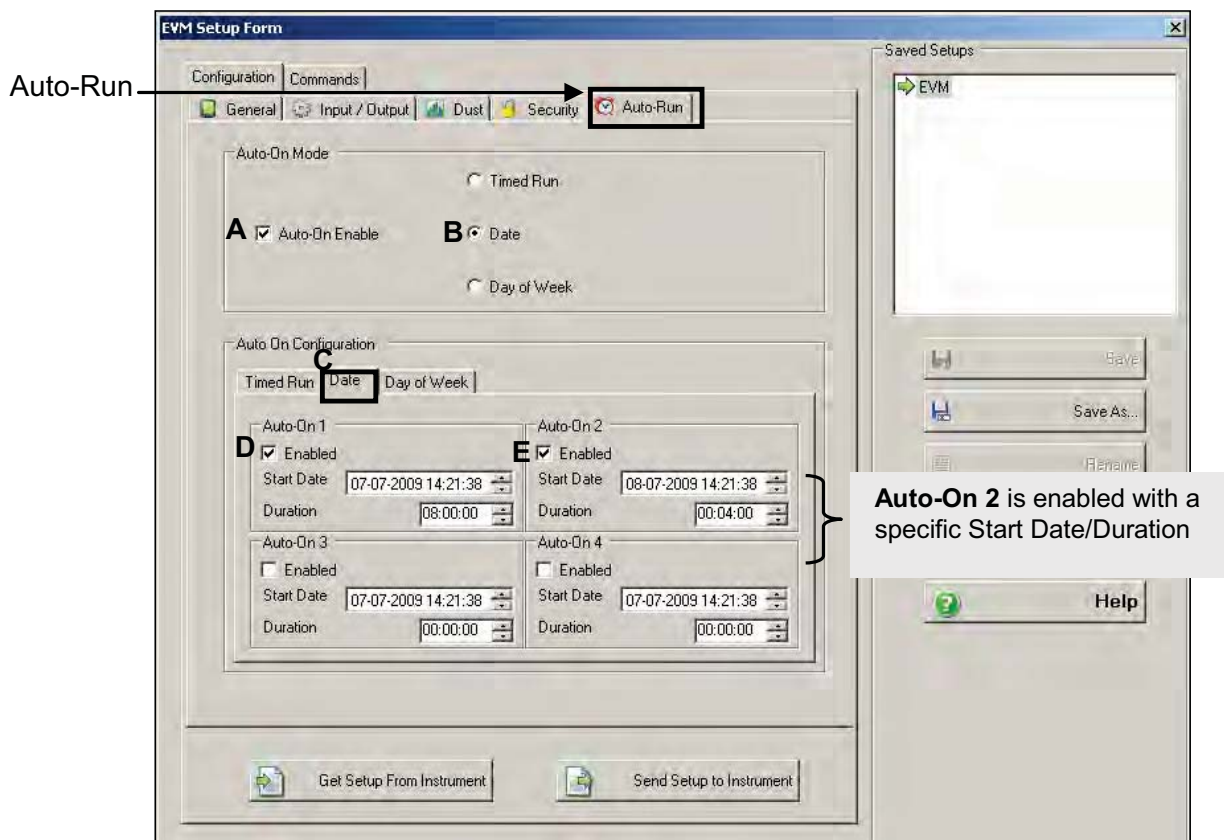 EVM Setup Form
Saved Setups
Auto-Run
Configuration Commands
EVM
General Input / Output Dust Security Auto-Run
Auto-On Mode
Timed Run
A Auto-On Enable B Date
Day of Week
Auto On Configuration
C
Timed Run Date Day of Week
Save
Save As...
Rename
Auto-On 1 Auto-On 2
D Enabled E Enabled
Start Date 07-07-2009 14:21:38 Start Date 08-07-2009 14:21:38
Duration 08:00:00 Duration 00:04:00
Auto-On 2 is enabled with a
specific Start Date/Duration
Auto-On 3 Auto-On 4
Enabled Enabled
Start Date 07-07-2009 14:21:38 Start Date 07-07-2009 14:21:38
Duration 00:00:00 Duration 00:00:00
Help
Get Setup From Instrument Send Setup to Instrument